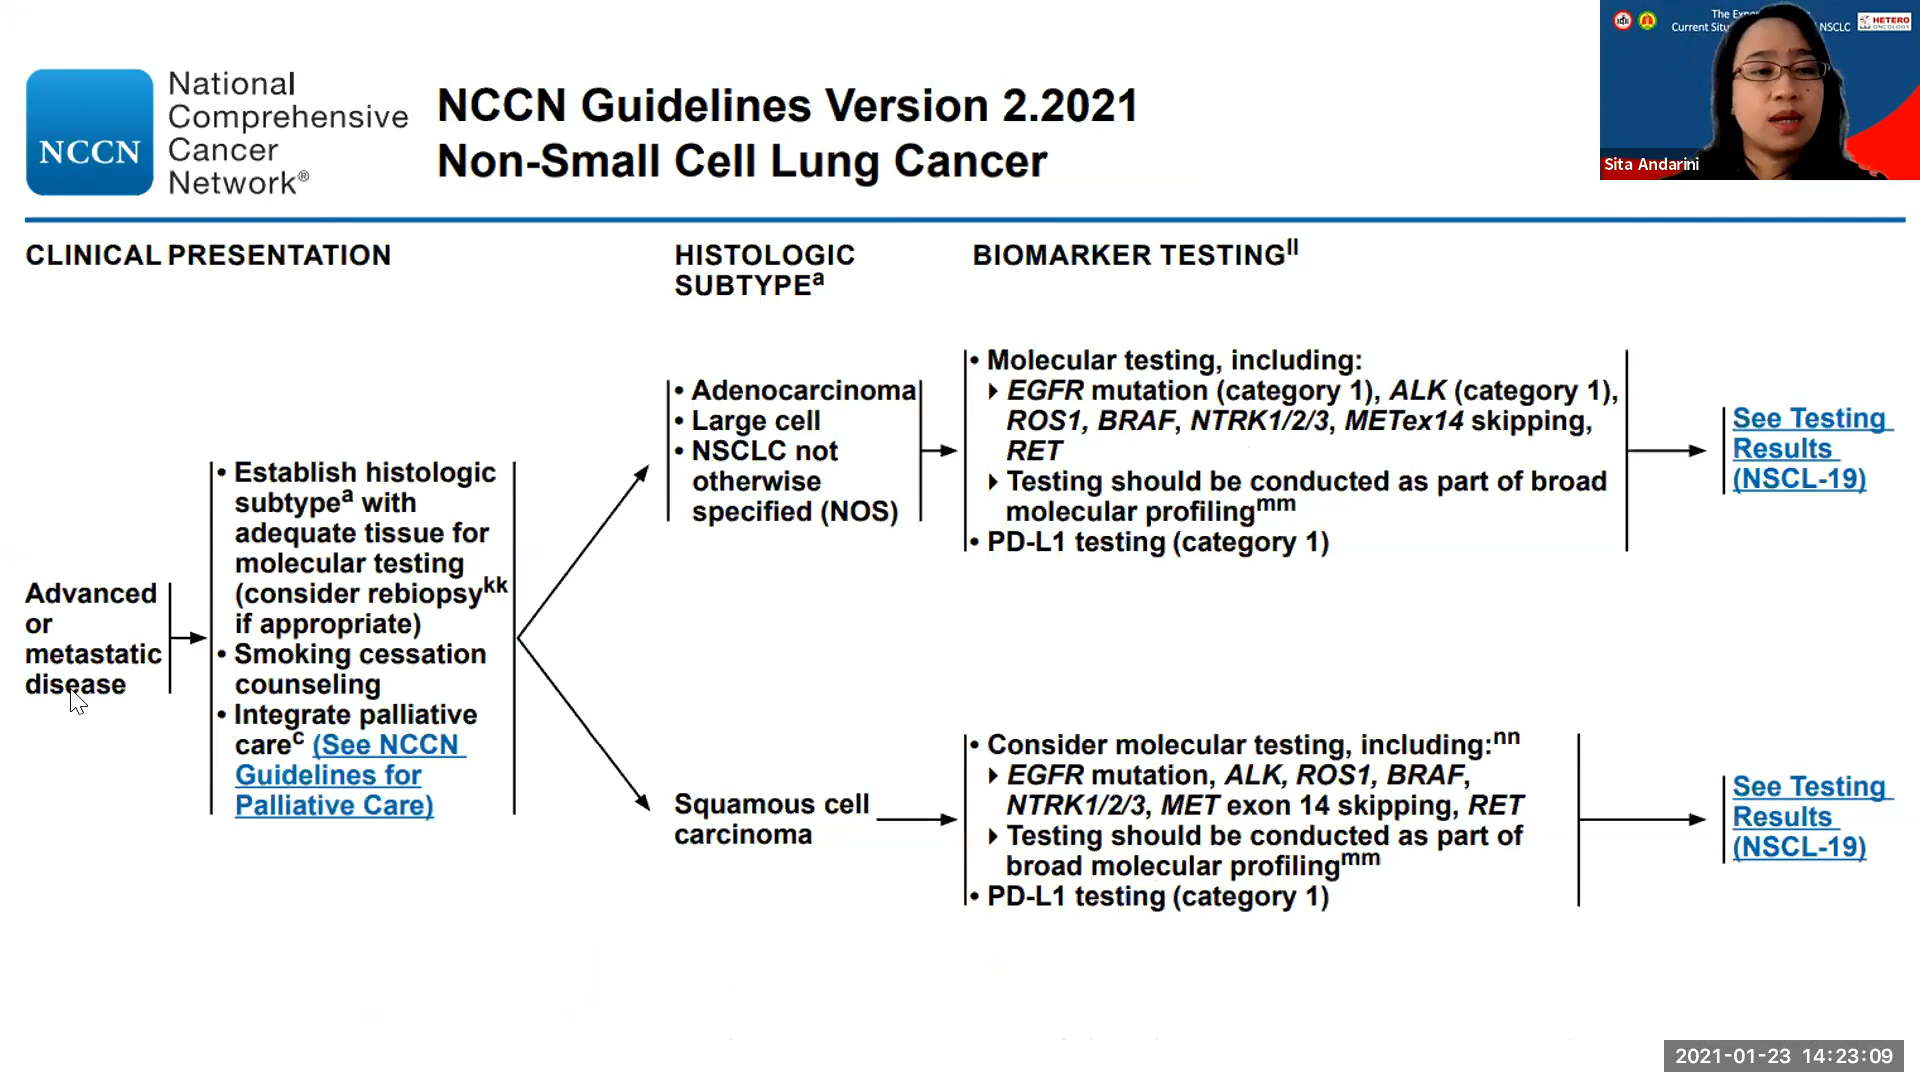 The
Current NSCLC
HETERO
ONCOLOGY
Sita Andarini
NCCN
National
Comprehensive
Cancer
Network®
NCCN Guidelines Version 2.2021
Non-Small Cell Lung Cancer
CLINICAL PRESENTATION
HISTOLOGIC
SUBTYPEa
BIOMARKER TESTINGll
Advanced
or
metastatic
disease
• Establish histologic
subtypea with
adequate tissue for
molecular testing
(consider rebiopsykk
if appropriate)
• Smoking cessation
counseling
• Integrate palliative
carec (See NCCN
Guidelines for
Palliative Care)
• Adenocarcinoma
• Large cell
• NSCLC not
otherwise
specified (NOS)
• Molecular testing, including:
EGFR mutation (category 1), ALK (category 1),
ROS1, BRAF, NTRK1/2/3, METex14 skipping,
RET
Testing should be conducted as part of broad
molecular profilingmm
• PD-L1 testing (category 1)
See Testing
Results
(NSCL-19)
Squamous cell
carcinoma
• Consider molecular testing, including:nn
EGFR mutation, ALK, ROS1, BRAF,
NTRK1/2/3, MET exon 14 skipping, RET
Testing should be conducted as part of
broad molecular profilingmm
• PD-L1 testing (category 1)
See Testing
Results
(NSCL-19)
2021-01-23 14:23:09